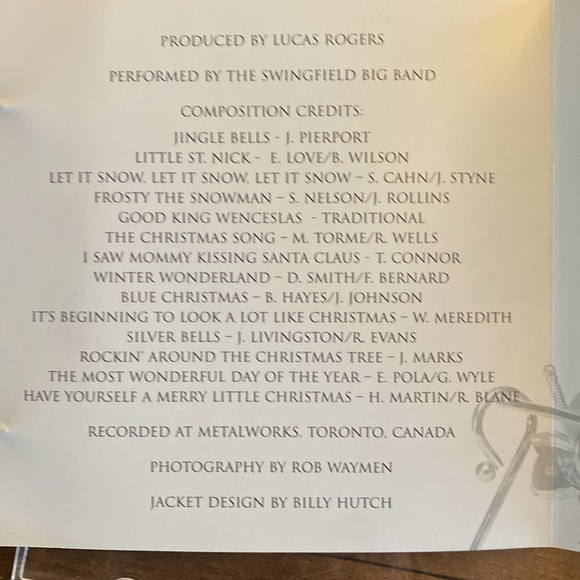 PRODUCED BY LUCAS ROGERS
PERFORMED BY THE SWINGFIELD BIG BAND
COMPOSITION CREDITS:
JINGLE BELLS - J. PIERPORT
LITTLE ST. NICK - E. LOVE/B. WILSON
LET IT SNOW, LET IT SNOW, LET IT SNOW – S. CAHN/J. STYNE
FROSTY THE SNOWMAN – S. NELSON/J. ROLLINS
GOOD KING WENCESLAS - TRADITIONAL
THE CHRISTMAS SONG – M. TORME/R. WELLS
I SAW MOMMY KISSING SANTA CLAUS - T. CONNOR
WINTER WONDERLAND – D. SMITH/F. BERNARD
BLUE CHRISTMAS – B. HAYES/J. JOHNSON
IT'S BEGINNING TO LOOK A LOT LIKE CHRISTMAS – W. MEREDITH
SILVER BELLS – J. LIVINGSTON/R. EVANS
ROCKIN' AROUND THE CHRISTMAS TREE – J. MARKS
THE MOST WONDERFUL DAY OF THE YEAR – E. POLA/G. WYLE
HAVE YOURSELF A MERRY LITTLE CHRISTMAS – H. MARTIN/R. BLANE
RECORDED AT METALWORKS, TORONTO, CANADA
PHOTOGRAPHY BY ROB WAYMEN
JACKET DESIGN BY BILLY HUTCH